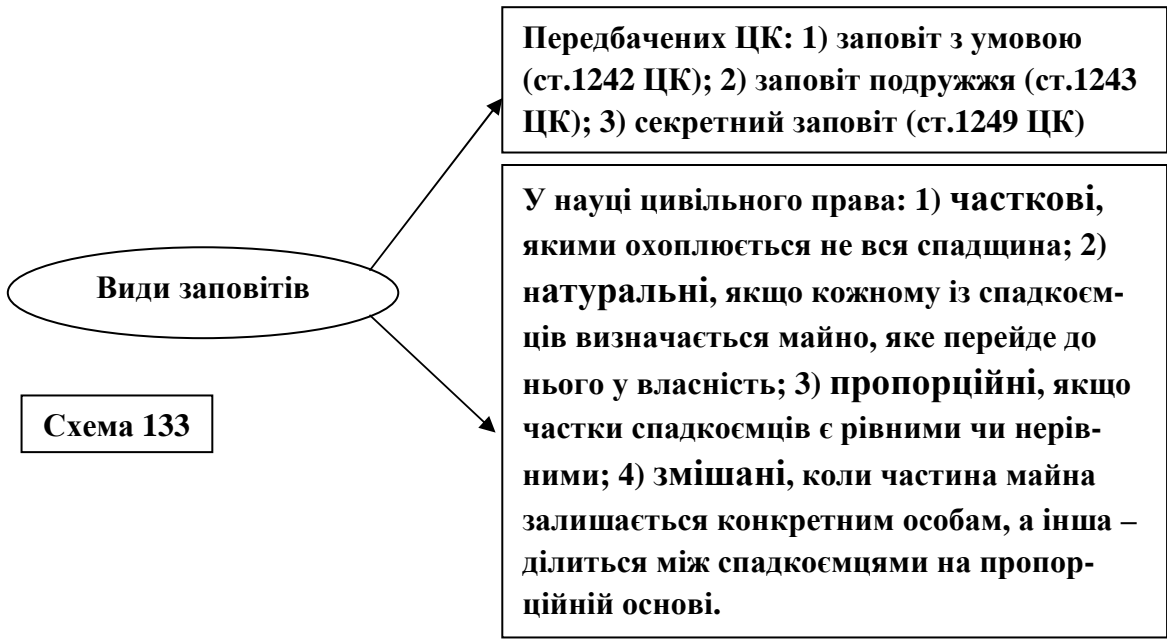 Передбачених ЦК: 1) заповіт з умовою
(ст.1242 ЦК); 2) заповіт подружжя (ст.1243
ЦК); 3) секретний заповіт (ст.1249 ЦК)
У науці цивільного права: 1) часткові,
якими охоплюється не вся спадщина; 2)
натуральні, якщо кожному із спадкоєм-
ців визначається майно, яке перейде до
нього у власність; 3) пропорційні, якщо
частки спадкоємців є рівними чи нерів-
ними; 4) змішані, коли частина майна
залишається конкретним особам, а інша –
ділиться між спадкоємцями на пропор-
ційній основі.
Види заповітів
Схема 133